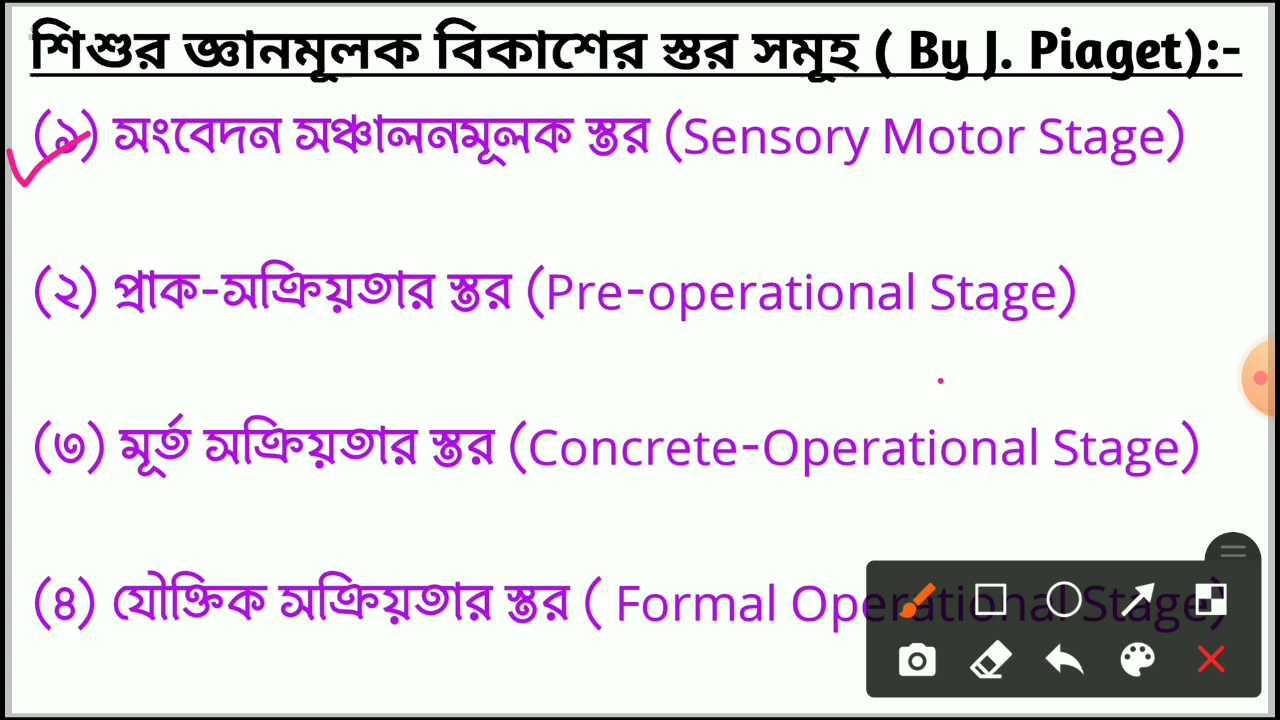 শিশুর জ্ঞানমূলক বিকাশের স্তর সমূহ ( By J. Piaget):-
(১) সংবেদন সঞ্চালনমূলক স্তর (Sensory Motor Stage)
(২) প্রাক-সক্রিয়তার স্তর (Pre-operational Stage)
(৩) মূর্ত সক্রিয়তার স্তর (Concrete-Operational Stage)
(৪) যৌক্তিক সক্রিয়তার স্তর ( Formal Operational Stage)